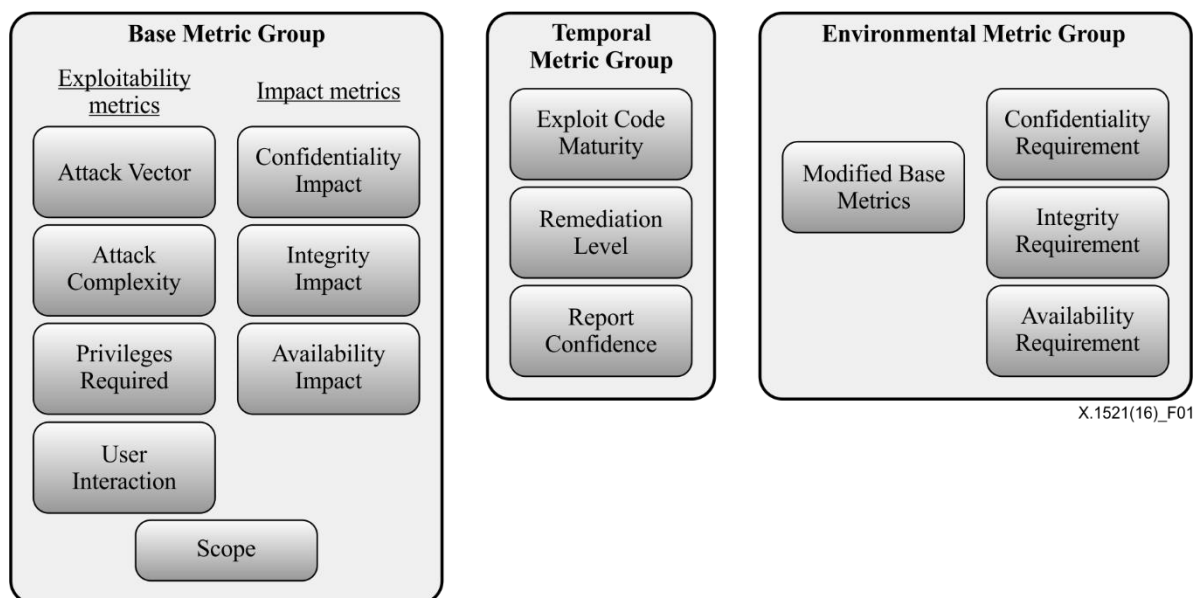 Base Metric Group
Exploitability
metrics
Impact metrics
Attack Vector
Confidentiality
Impact
Attack
Complexity
Integrity
Impact
Privileges
Required
Availability
Impact
User
Interaction
Scope
Temporal
Metric Group
Exploit Code
Maturity
Remediation
Level
Report
Confidence
Environmental Metric Group
Modified Base
Metrics
Confidentiality
Requirement
Integrity
Requirement
Availability
Requirement
X.1521(16)_F01